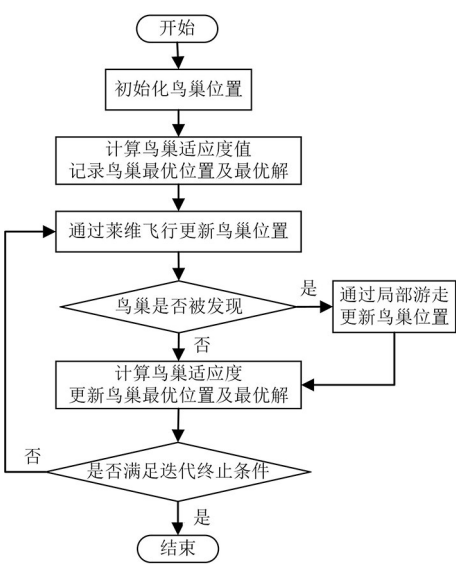 开始
初始化鸟巢位置
计算鸟巢适应度值
记录鸟巢最优位置及最优解
通过莱维飞行更新鸟巢位置
鸟巢是否被发现
是
通过局部游走
更新鸟巢位置
否
计算鸟巢适应度
更新鸟巢最优位置及最优解
否
是否满足迭代终止条件
是
结束